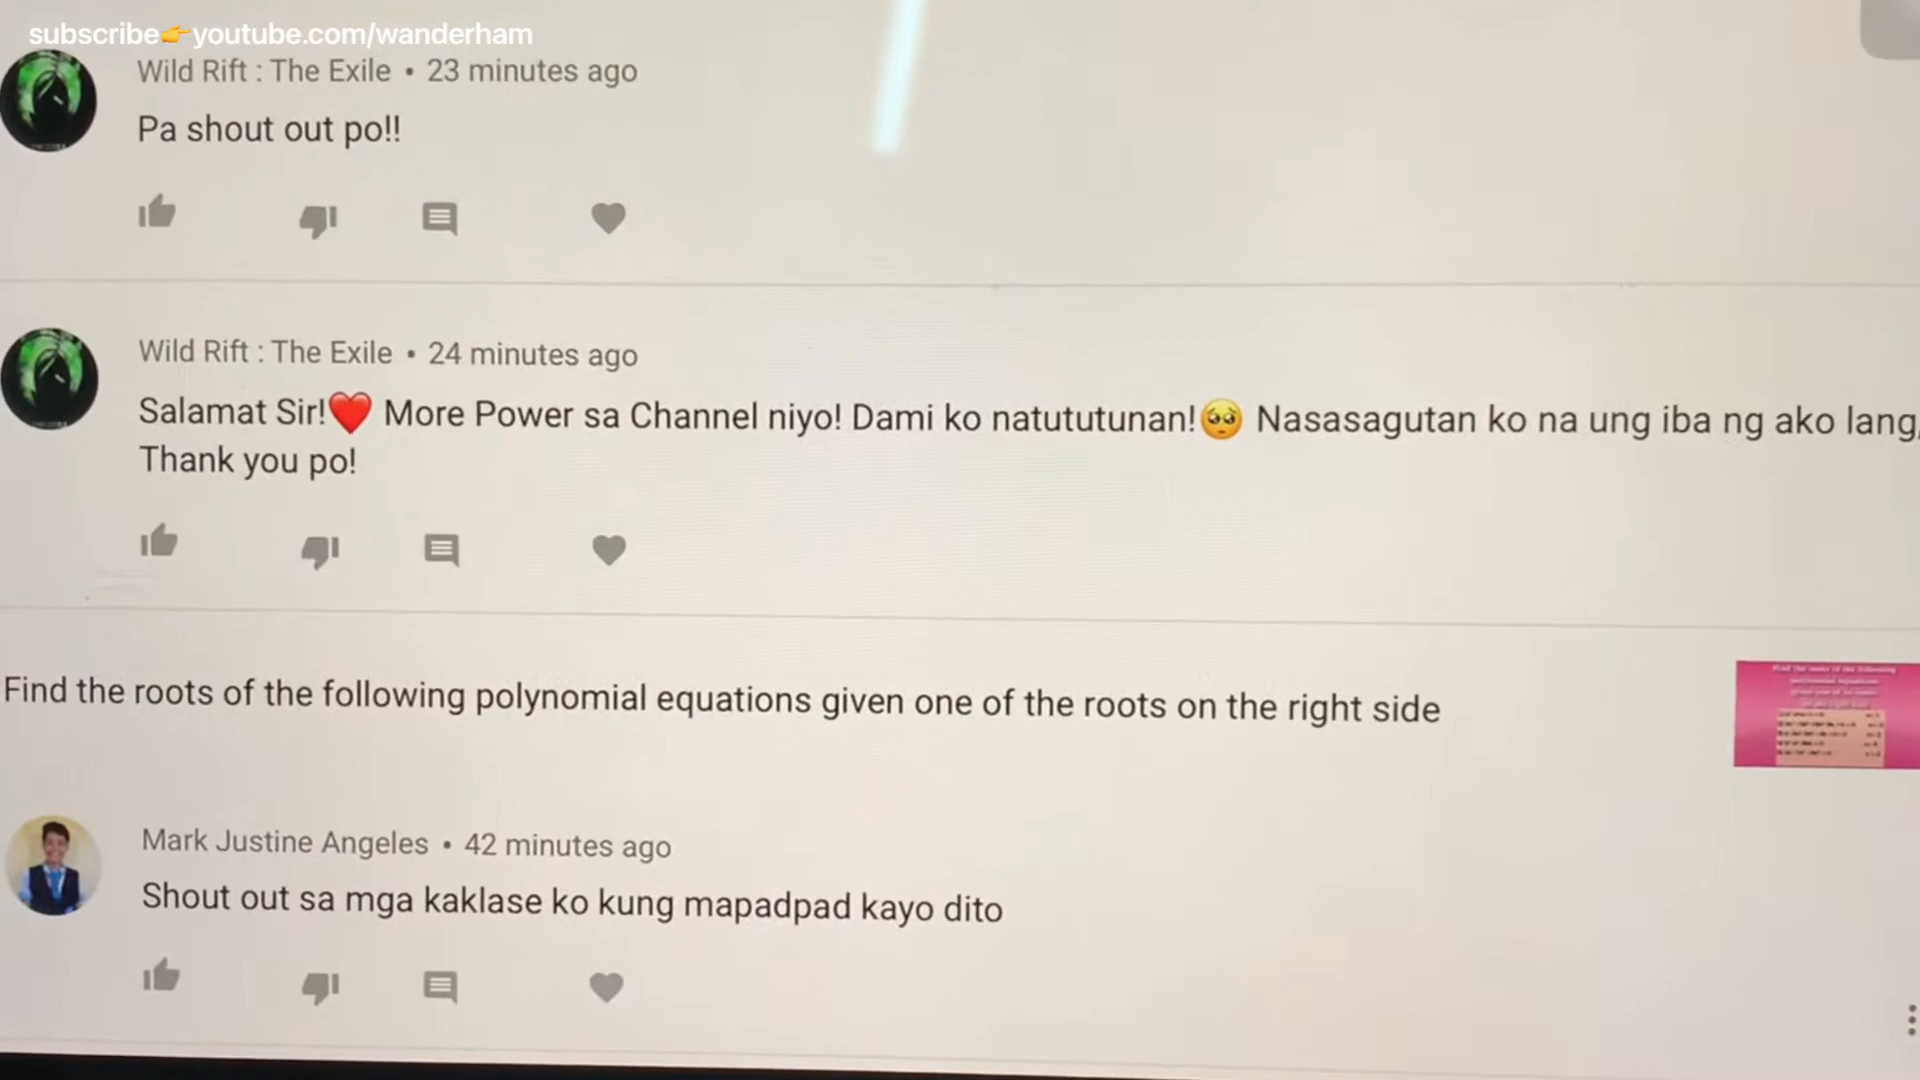 subscribe👉youtube.com/wanderham
Wild Rift : The Exile • 23 minutes ago
Pa shout out po!!
Wild Rift : The Exile • 24 minutes ago
Salamat Sir!❤️ More Power sa Channel niyo! Dami ko natututunan!🥺 Nasasagutan ko na ung iba ng ako lang,
Thank you po!
Find the roots of the following polynomial equations given one of the roots on the right side
Mark Justine Angeles • 42 minutes ago
Shout out sa mga kaklase ko kung mapadpad kayo dito